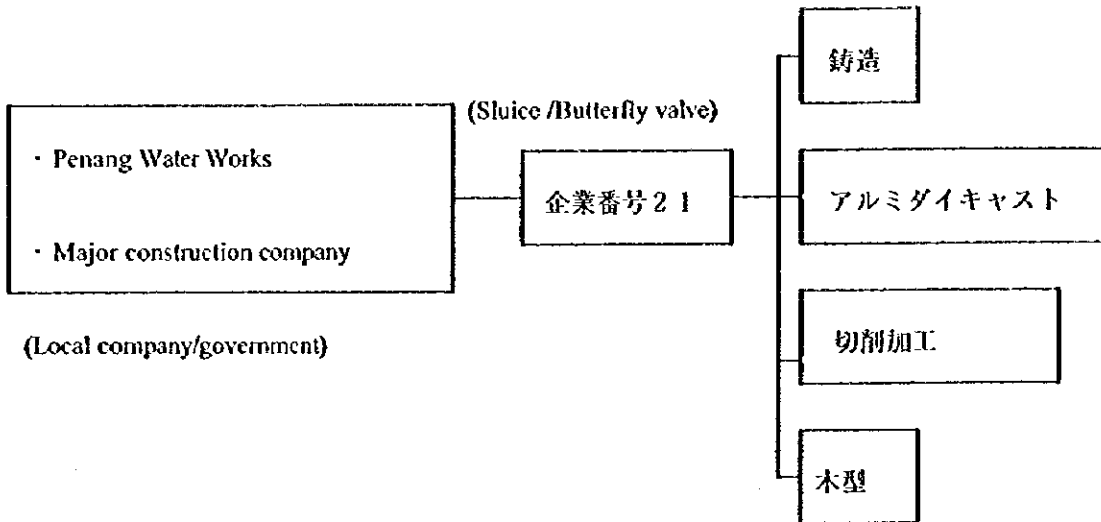 ・ Penang Water Works
・ Major construction company
(Local company/government)
(Sluice /Butterfly valve)
企業番号２１
鋳造
アルミダイキャスト
切削加工
木型